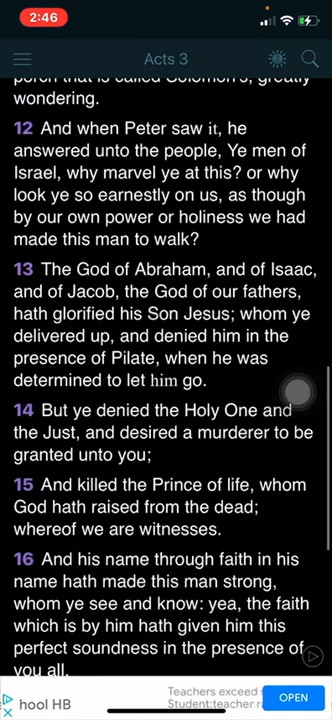 2:46
Acts 3
porch that is called Solomon's, greatly
wondering.
12 And when Peter saw it, he
answered unto the people, Ye men of
Israel, why marvel ye at this? or why
look ye so earnestly on us, as though
by our own power or holiness we had
made this man to walk?
13 The God of Abraham, and of Isaac,
and of Jacob, the God of our fathers,
hath glorified his Son Jesus; whom ye
delivered up, and denied him in the
presence of Pilate, when he was
determined to let him go.
14 But ye denied the Holy One and
the Just, and desired a murderer to be
granted unto you;
15 And killed the Prince of life, whom
God hath raised from the dead;
whereof we are witnesses.
16 And his name through faith in his
name hath made this man strong,
whom ye see and know: yea, the faith
which is by him hath given him this
perfect soundness in the presence of
you all.
hool HB
Teachers exceed
Student:teacher
OPEN